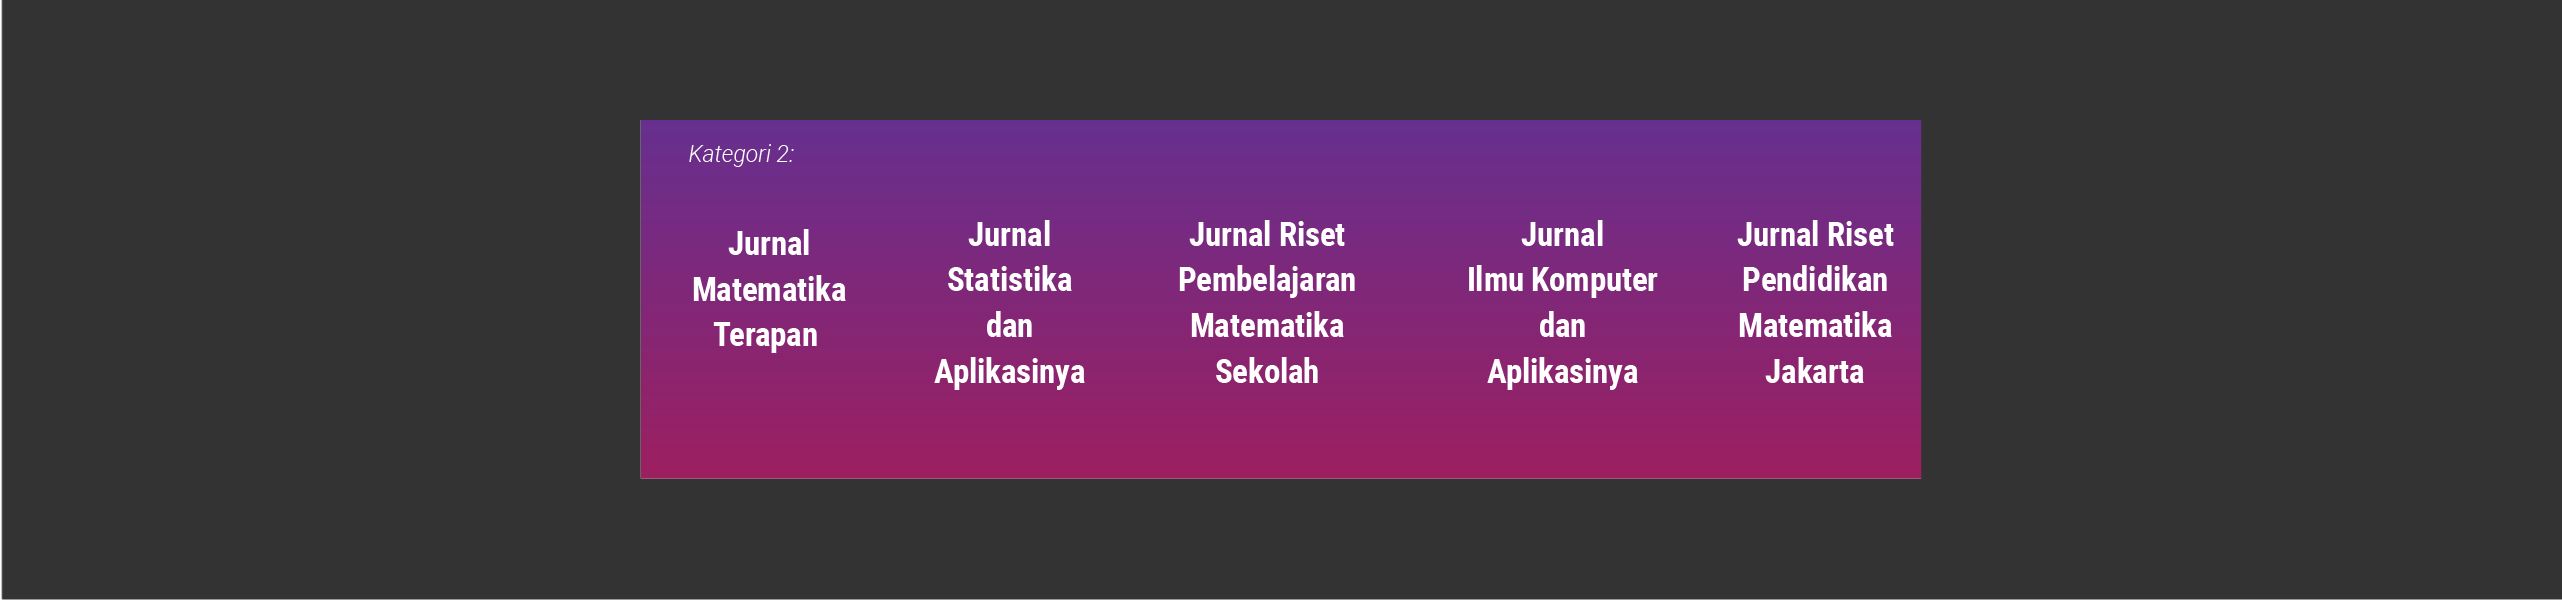 Kategori 2:
Jurnal
Matematika
Terapan
Jurnal
Statistika
dan
Aplikasinya
Jurnal Riset
Pembelajaran
Matematika
Sekolah
Jurnal
Ilmu Komputer
dan
Aplikasinya
Jurnal Riset
Pendidikan
Matematika
Jakarta